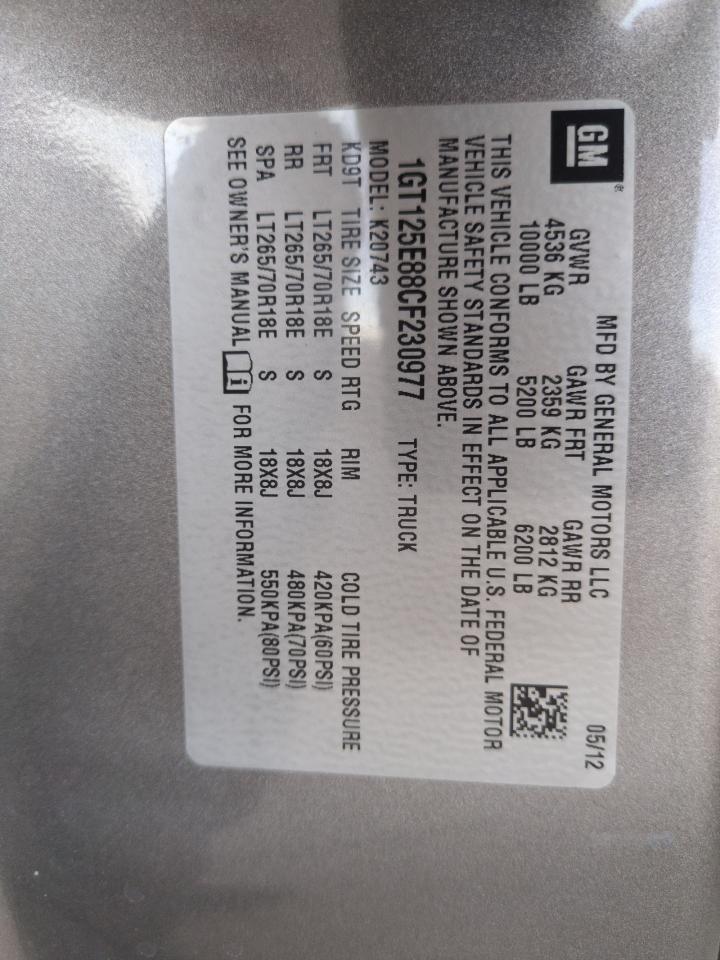 GM®
MFD BY GENERAL MOTORS LLC 05/12
GVWR GAWR FRT GAWR RR
4536 KG 2359 KG 2812 KG
10000 LB 5200 LB 6200 LB
THIS VEHICLE CONFORMS TO ALL APPLICABLE U.S. FEDERAL MOTOR
VEHICLE SAFETY STANDARDS IN EFFECT ON THE DATE OF
MANUFACTURE SHOWN ABOVE.
1GT125E88CF230977 TYPE: TRUCK
MODEL: K20743
KD9T TIRE SIZE SPEED RTG RIM COLD TIRE PRESSURE
FRT LT265/70R18E S 18X8J 420KPA(60PSI)
RR LT265/70R18E S 18X8J 480KPA(70PSI)
SPA LT265/70R18E S 18X8J 550KPA(80PSI)
SEE OWNER'S MANUAL i FOR MORE INFORMATION.